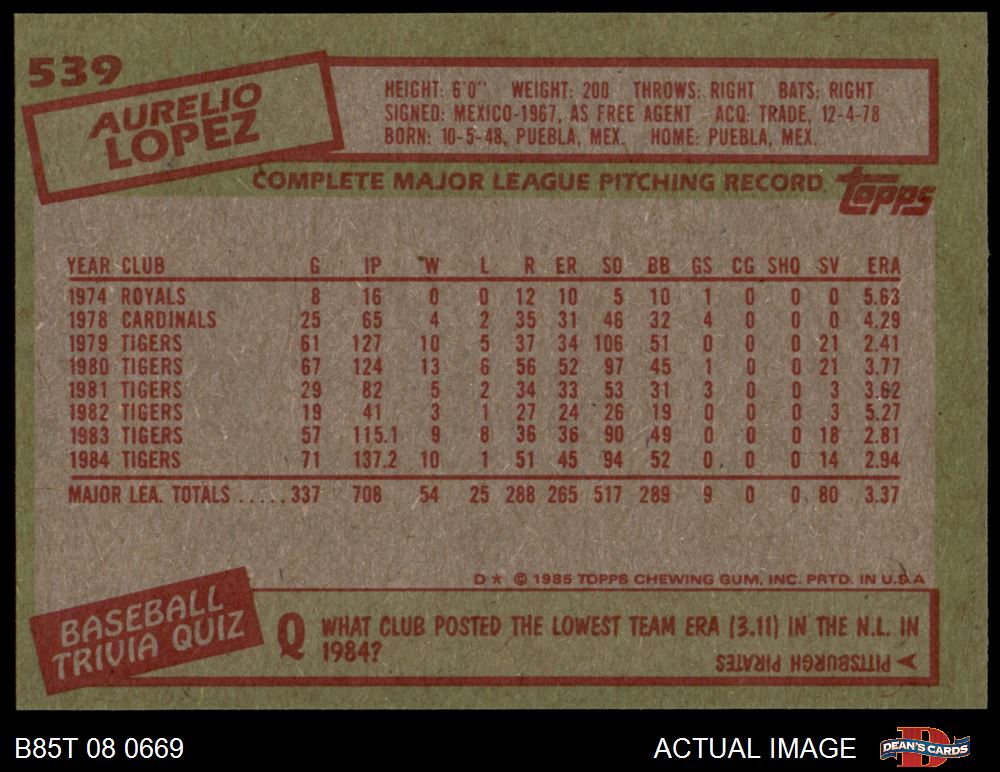 539
AURELIO
LOPEZ
HEIGHT: 6'0" WEIGHT: 200 THROWS: RIGHT BATS: RIGHT
SIGNED: MEXICO-1967, AS FREE AGENT ACQ: TRADE, 12-4-78
BORN: 10-5-48, PUEBLA, MEX. HOME: PUEBLA, MEX.
COMPLETE MAJOR LEAGUE PITCHING RECORD
topps
YEAR CLUB G IP W L R ER SO BB GS CG SHO SV ERA
1974 ROYALS 8 16 0 0 12 10 5 10 1 0 0 0 5.63
1978 CARDINALS 25 65 4 2 35 31 46 32 4 0 0 0 4.29
1979 TIGERS 61 127 10 5 37 34 106 51 0 0 0 21 2.41
1980 TIGERS 67 124 13 6 56 52 97 45 1 0 0 21 3.77
1981 TIGERS 29 82 5 2 34 33 53 31 3 0 0 3 3.62
1982 TIGERS 19 41 3 1 27 24 26 19 0 0 0 3 5.27
1983 TIGERS 57 115.1 9 8 36 36 90 49 0 0 0 18 2.81
1984 TIGERS 71 137.2 10 1 51 45 94 52 0 0 0 14 2.94
MAJOR LEA. TOTALS ..... 337 708 54 25 288 265 517 289 9 0 0 80 3.37
D★ © 1985 TOPPS CHEWING GUM, INC. PRTD. IN U.S.A
BASEBALL
TRIVIA QUIZ
Q WHAT CLUB POSTED THE LOWEST TEAM ERA (3.11) IN THE N.L. IN
1984?
PITTSBURGH PIRATES
B85T 08 0669
ACTUAL IMAGE
D
DEAN'S CARDS